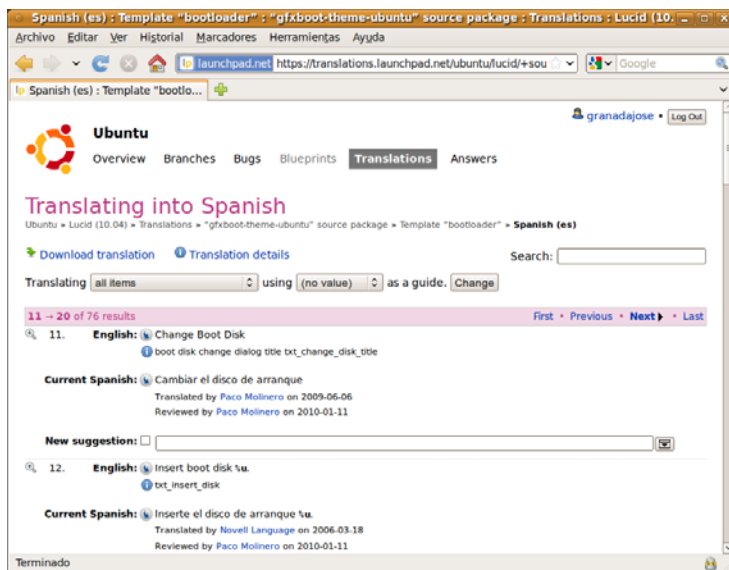 Spanish (es) : Template “bootloader” : “gfxboot-theme-ubuntu” source package : Translations : Lucid (10.
Archivo Editar Ver Historial Marcadores Herramientas Ayuda
launchpad.net https://translations.launchpad.net/ubuntu/lucid/+sou Google
Spanish (es) : Template “bootlo...
granadajose • Log Out
Ubuntu
Overview Branches Bugs Blueprints Translations Answers
Translating into Spanish
Ubuntu » Lucid (10.04) » Translations » “gfxboot-theme-ubuntu” source package » Template “bootloader” » Spanish (es)
Download translation Translation details Search:
Translating all items using (no value) as a guide. Change
11 → 20 of 76 results First • Previous • Next • Last
11. English: Change Boot Disk
boot disk change dialog title txt_change_disk_title
Current Spanish: Cambiar el disco de arranque
Translated by Paco Molinero on 2009-06-06
Reviewed by Paco Molinero on 2010-01-11
New suggestion:
12. English: Insert boot disk %u.
txt_insert_disk
Current Spanish: Inserte el disco de arranque %u.
Translated by Novell Language on 2006-03-18
Reviewed by Paco Molinero on 2010-01-11
Terminado